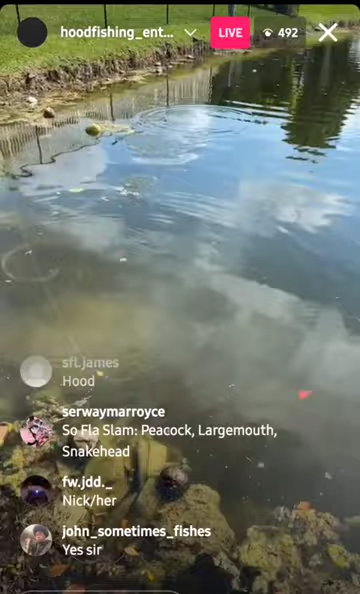 hoodfishing_ent...
LIVE
492
sfl.james
Hood
serwaymarroyce
So Fla Slam: Peacock, Largemouth,
Snakehead
fw.jdd._
Nick/her
john_sometimes_fishes
Yes sir